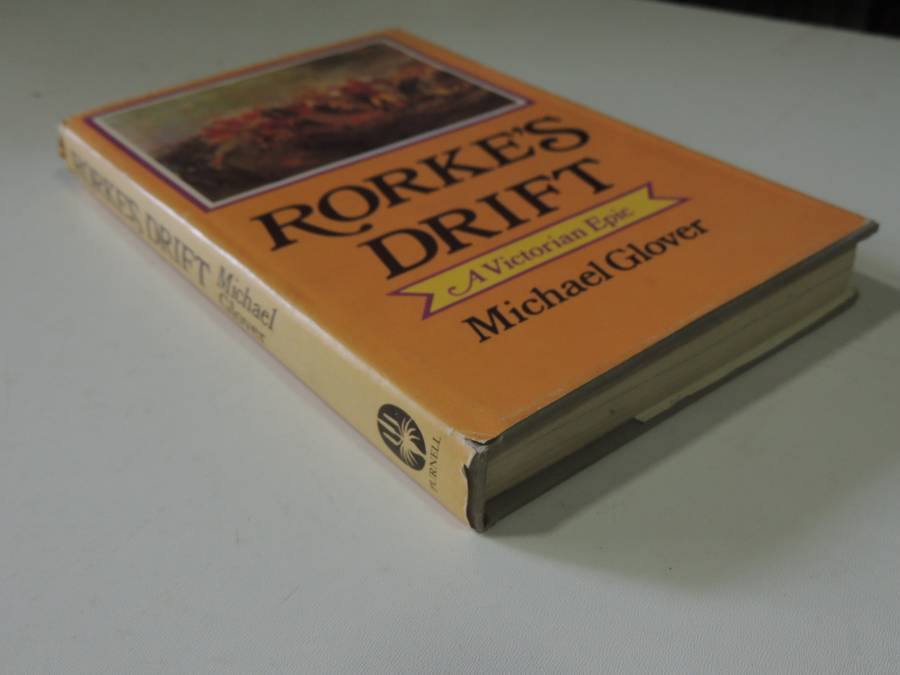 RORKE'S
DRIFT
A Victorian Epic
Michael Glover
RORKE'S DRIFT
Michael
Glover
PURNELL